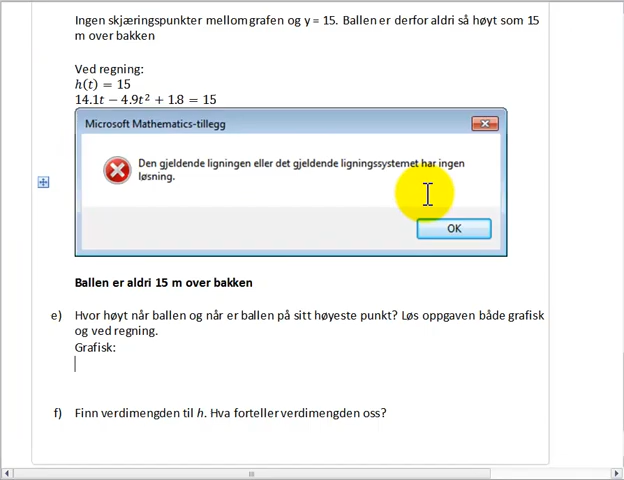 Ingen skjæringspunkter mellom grafen og y = 15. Ballen er derfor aldri så høyt som 15
m over bakken
Ved regning:
h(t) = 15
14.1t − 4.9t² + 1.8 = 15
Microsoft Mathematics-tillegg
Den gjeldende ligningen eller det gjeldende ligningssystemet har ingen
løsning.
OK
Ballen er aldri 15 m over bakken
e) Hvor høyt når ballen og når er ballen på sitt høyeste punkt? Løs oppgaven både grafisk
og ved regning.
Grafisk:
f) Finn verdimengden til h. Hva forteller verdimengden oss?